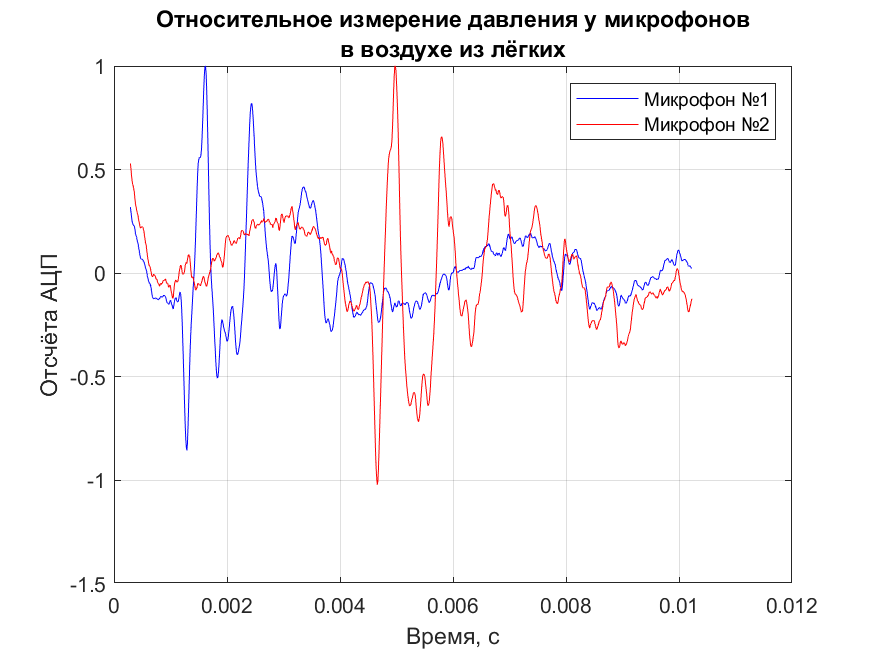 Относительное измерение давления у микрофонов
в воздухе из лёгких
Микрофон №1
Микрофон №2
Отсчёта АЦП
1
0.5
0
-0.5
-1
-1.5
0
0.002
0.004
0.006
0.008
0.01
0.012
Время, с